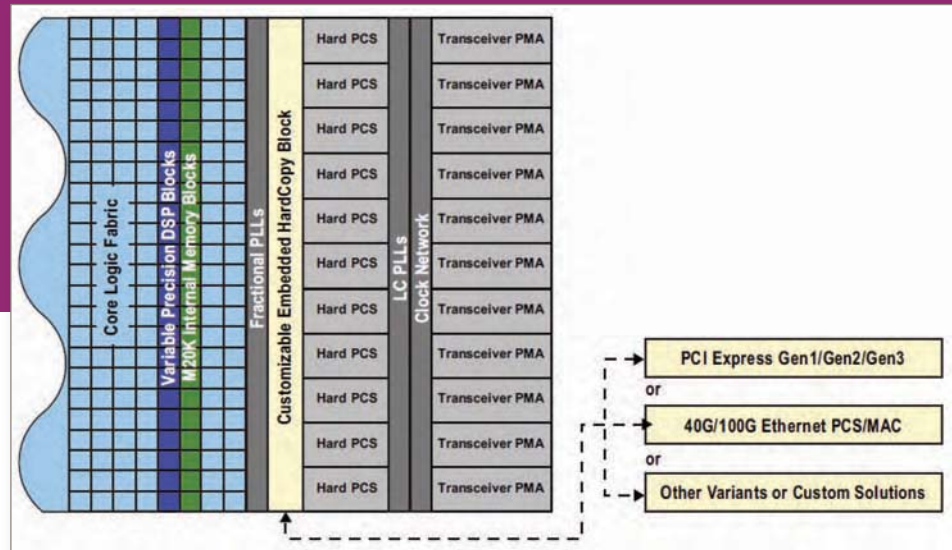 Core Logic Fabric
Variable Precision DSP Blocks
M20K Internal Memory Blocks
Fractional PLLs
Customizable Embedded HardCopy Block
Hard PCS
Hard PCS
Hard PCS
Hard PCS
Hard PCS
Hard PCS
Hard PCS
Hard PCS
Hard PCS
Hard PCS
Hard PCS
LC PLLs
Clock Network
Transceiver PMA
Transceiver PMA
Transceiver PMA
Transceiver PMA
Transceiver PMA
Transceiver PMA
Transceiver PMA
Transceiver PMA
Transceiver PMA
Transceiver PMA
Transceiver PMA
PCI Express Gen1/Gen2/Gen3
or
40G/100G Ethernet PCS/MAC
or
Other Variants or Custom Solutions